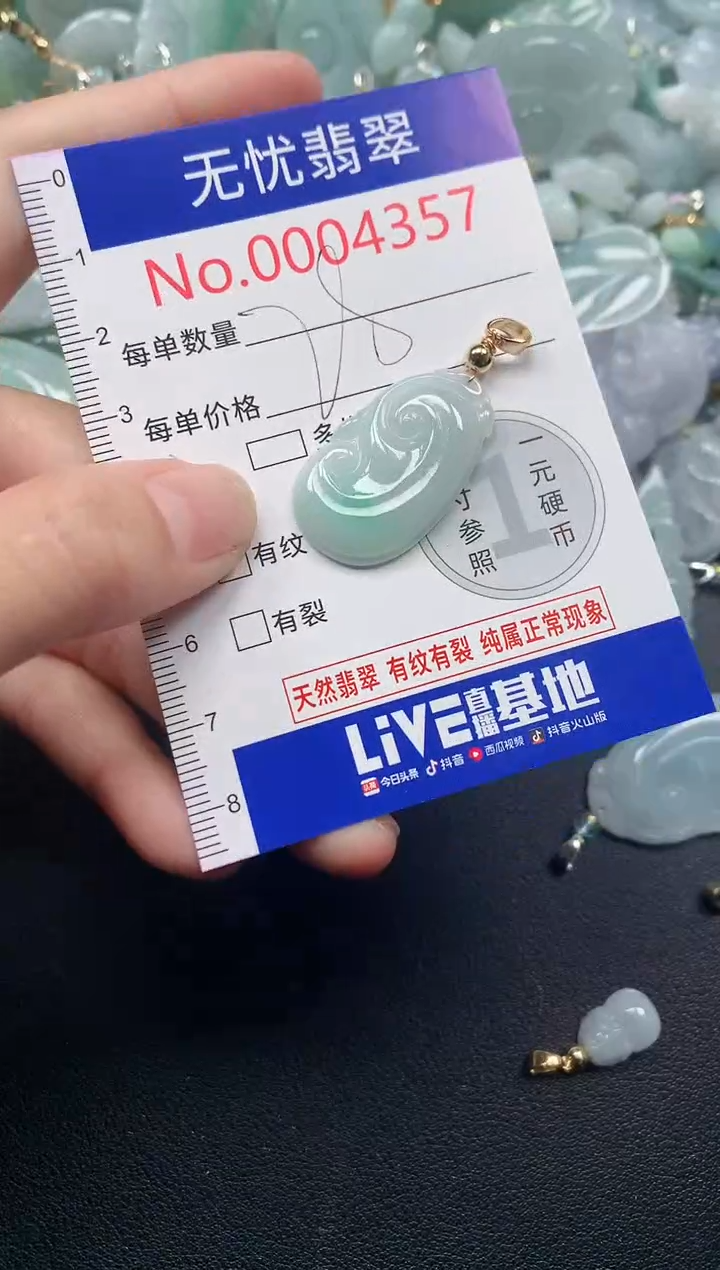 无忧翡翠
No.0004357
每单数量
每单价格
一元硬币
1
寸参照
有纹
有裂
天然翡翠 有纹有裂 纯属正常现象
LiVE直播基地
头条 今日头条 抖音 西瓜视频 抖音火山版
0
1
2
3
6
7
8